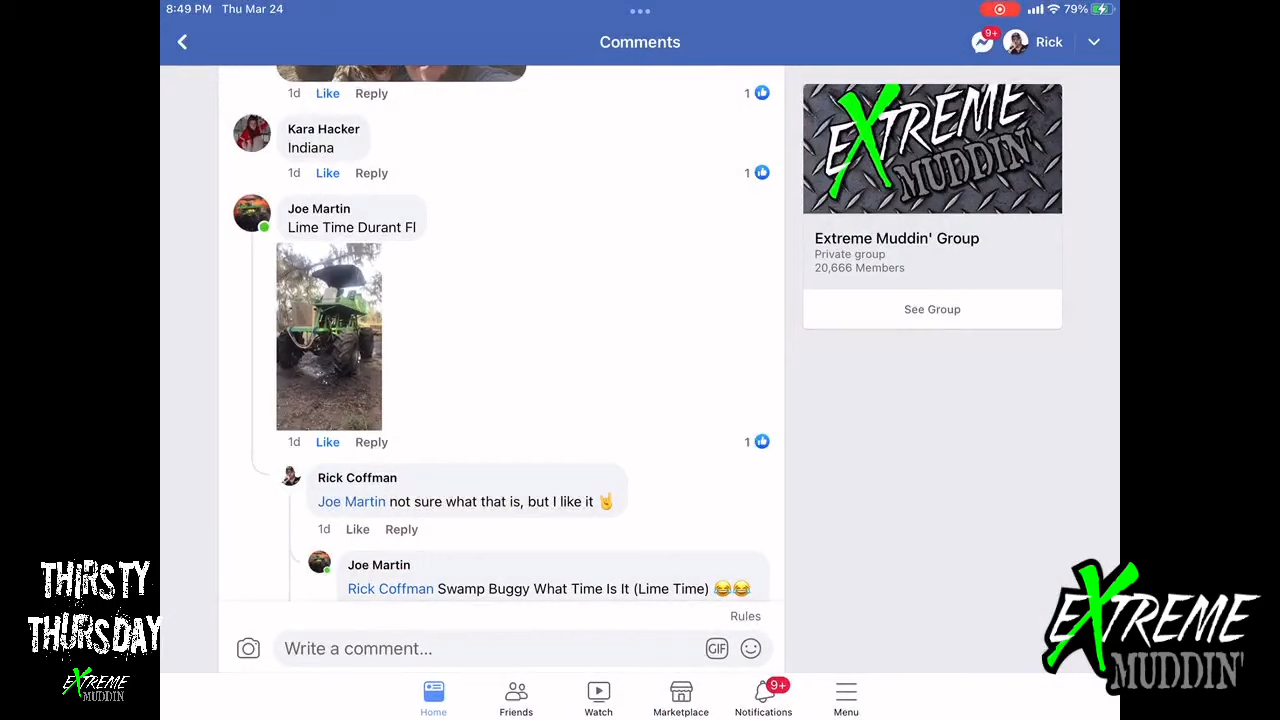 8:49 PM Thu Mar 24
79%
Comments
9+
Rick
1d Like Reply
1
Kara Hacker
Indiana
1d Like Reply
1
Joe Martin
Lime Time Durant Fl
1d Like Reply
1
Rick Coffman
Joe Martin not sure what that is, but I like it 🤘
1d Like Reply
Joe Martin
Rick Coffman Swamp Buggy What Time Is It (Lime Time) 😂😂
Rules
Write a comment...
GIF
Home
Friends
Watch
Marketplace
9+
Notifications
Menu
EXTREME
MUDDIN'
Extreme Muddin' Group
Private group
20,666 Members
See Group
THIRSTY
THURSDAY
EXTREME
MUDDIN'
EXTREME
MUDDIN'